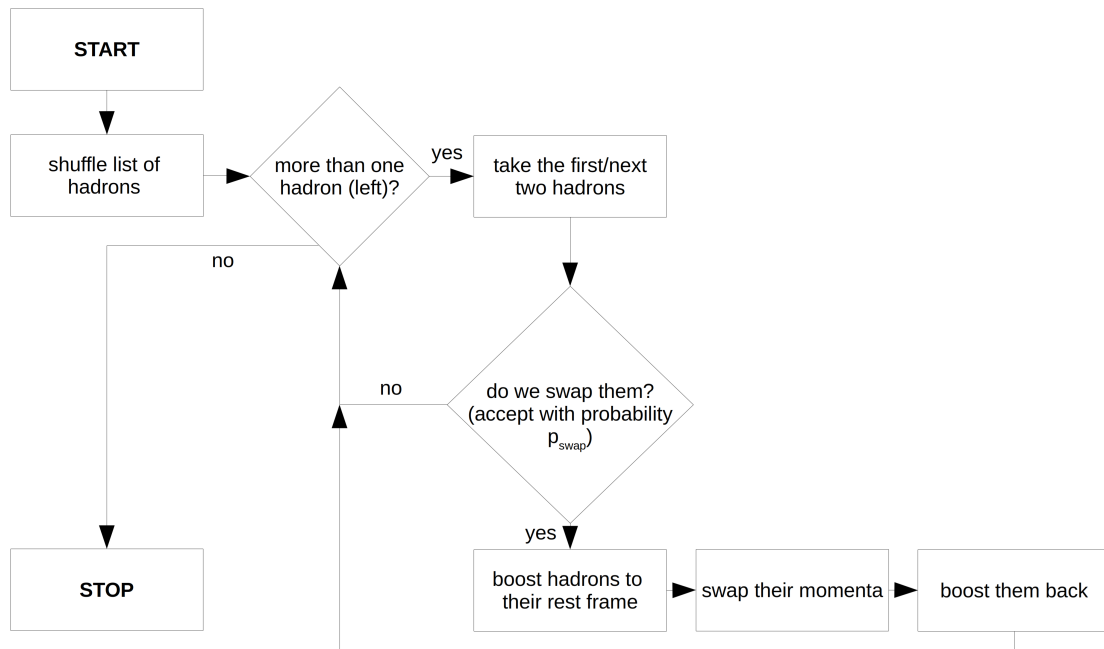 START
shuffle list of
hadrons
more than one
hadron (left)?
yes
take the first/next
two hadrons
no
do we swap them?
(accept with probability
pswap)
no
yes
STOP
boost hadrons to
their rest frame
swap their momenta
boost them back